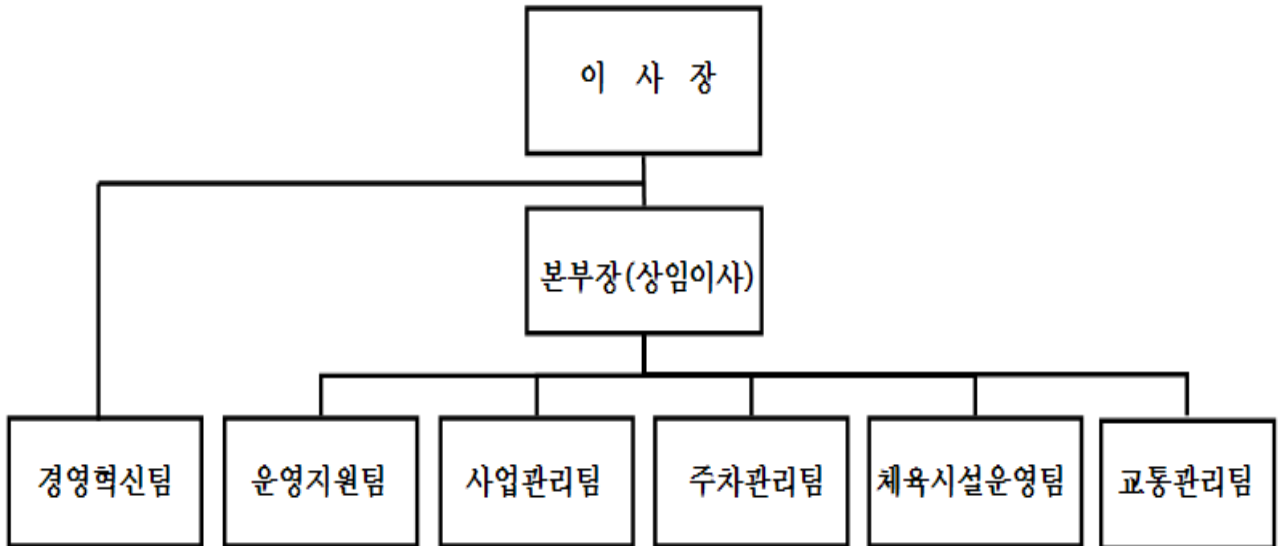 이 사 장
본부장(상임이사)
경영혁신팀
운영지원팀
사업관리팀
주차관리팀
체육시설운영팀
교통관리팀